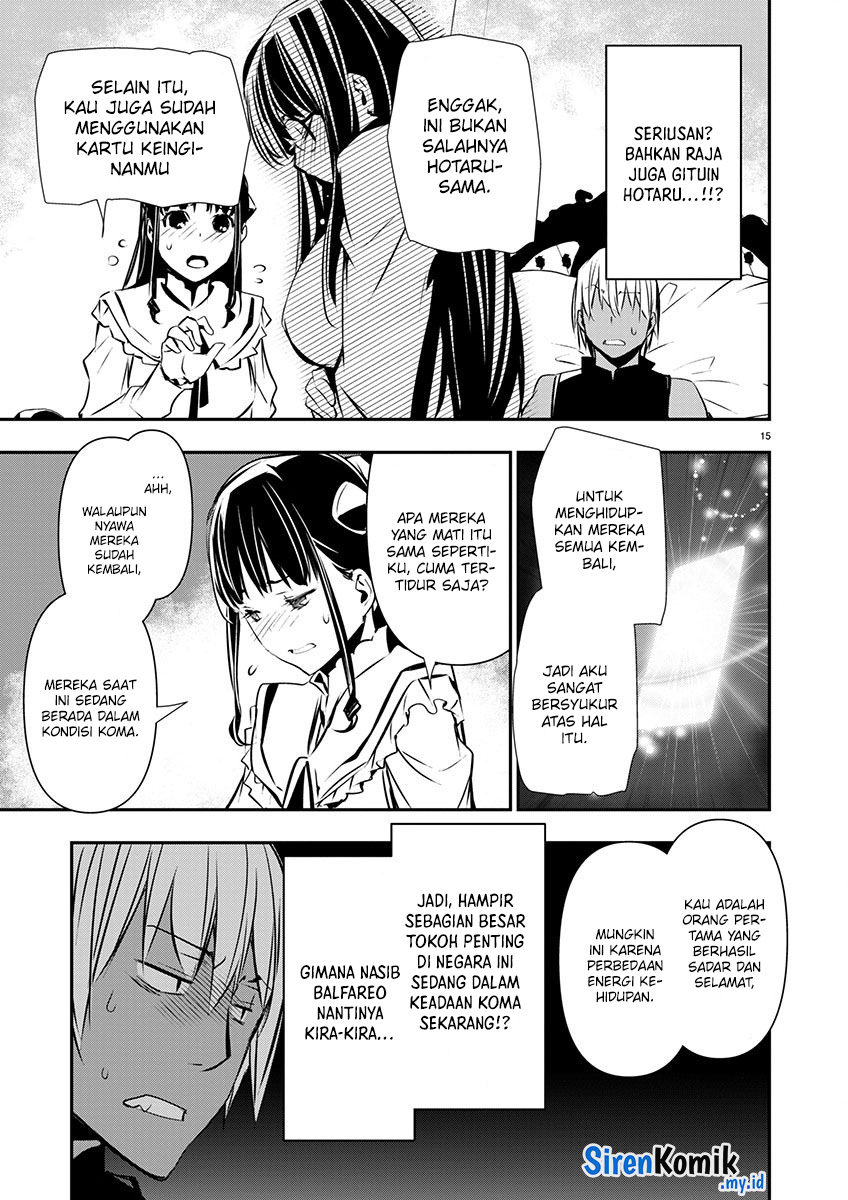 SERIUSAN?
BAHKAN RAJA
JUGA GITUIN
HOTARU...!!?
ENGGAK,
INI BUKAN
SALAHNYA
HOTARU-
SAMA.
SELAIN ITU,
KAU JUGA SUDAH
MENGGUNAKAN
KARTU KEINGI-
NANMU
15
UNTUK
MENGHIDUP-
KAN MEREKA
SEMUA KEM-
BALI,
JADI AKU
SANGAT
BERSYUKUR
ATAS HAL
ITU.
APA MEREKA
YANG MATI ITU
SAMA SEPERTI-
KU, CUMA TER-
TIDUR SAJA?
...
AHH,
WALAUPUN
NYAWA
MEREKA
SUDAH
KEMBALI,
MEREKA SAAT
INI SEDANG
BERADA DALAM
KONDISI KOMA.
KAU ADALAH
ORANG PER-
TAMA YANG
BERHASIL
SADAR DAN
SELAMAT,
MUNGKIN
INI KARENA
PERBEDAAN
ENERGI KE-
HIDUPAN.
JADI, HAMPIR
SEBAGIAN BESAR
TOKOH PENTING
DI NEGARA INI
SEDANG DALAM
KEADAAN KOMA
SEKARANG!?
GIMANA NASIB
BALFAREO
NANTINYA
KIRA-KIRA...
SirenKomik
.my.id